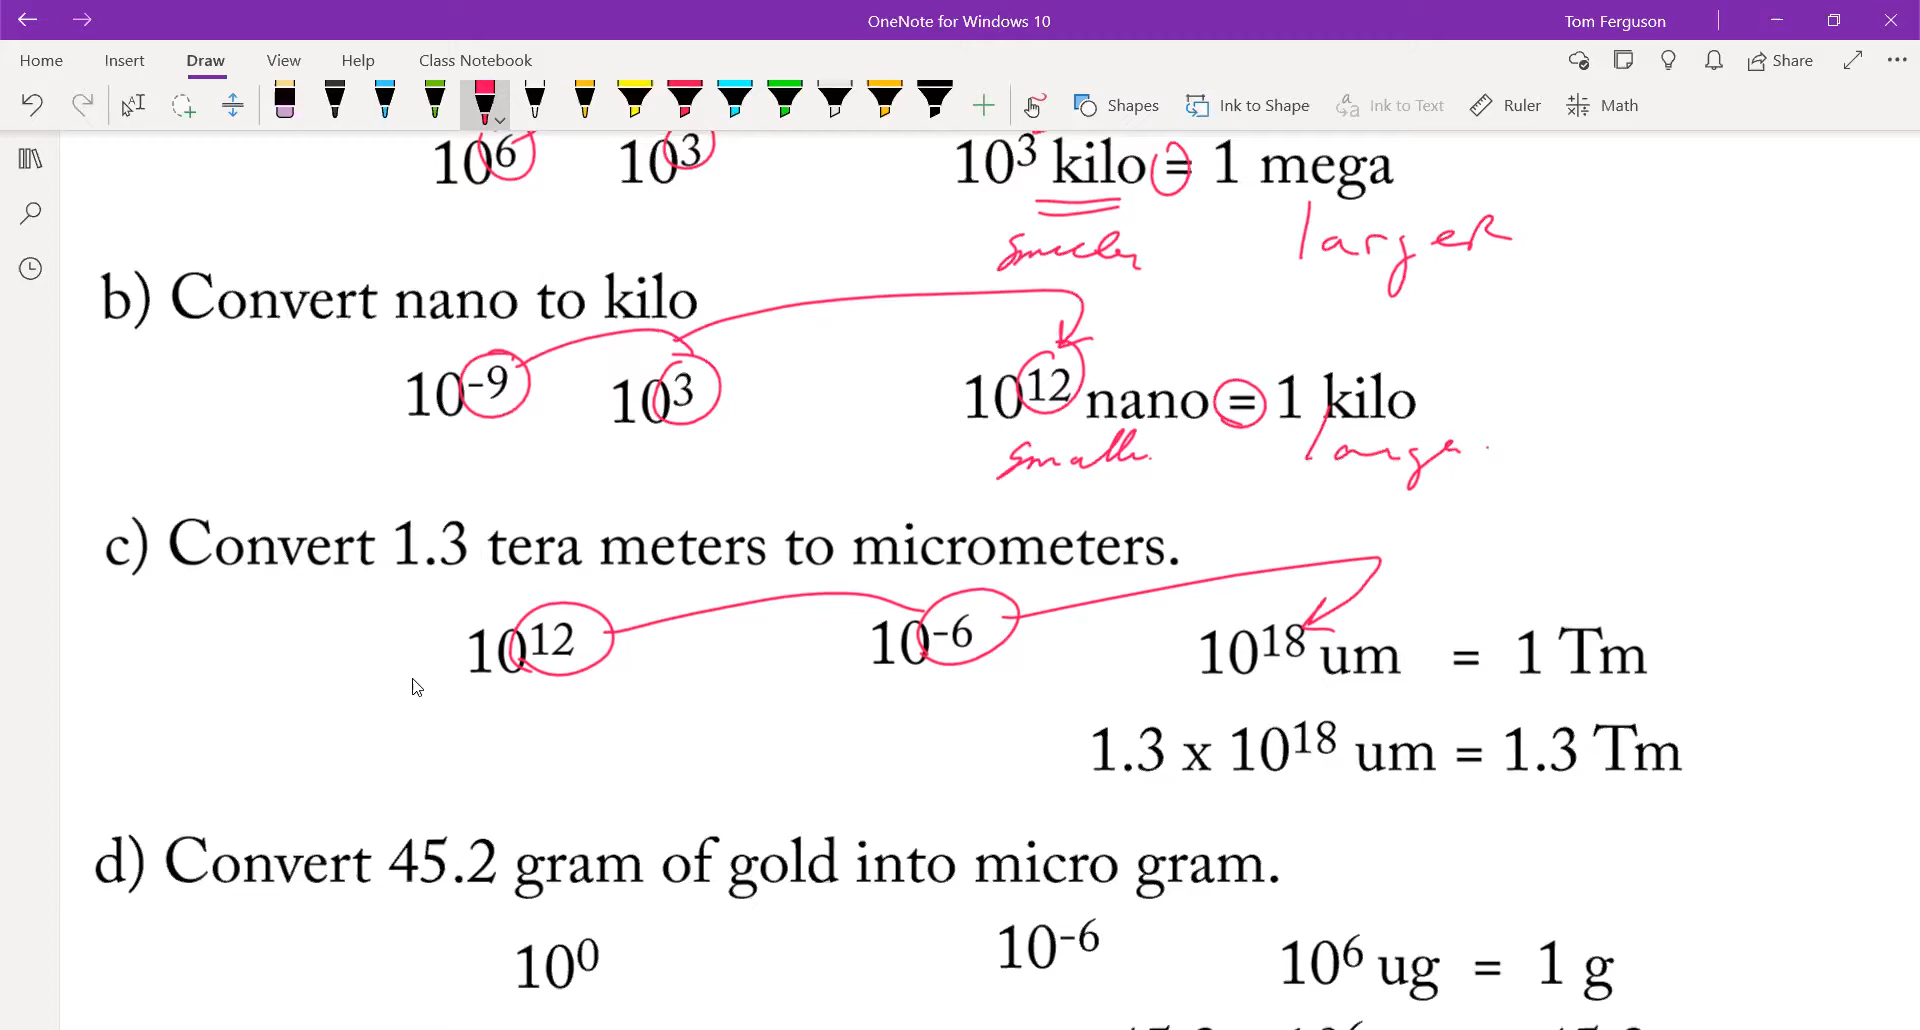 OneNote for Windows 10
Tom Ferguson
Home Insert Draw View Help Class Notebook
Share
Shapes Ink to Shape Ink to Text Ruler Math
10⁶ 10³ 10³ kilo = 1 mega
smaller larger
b) Convert nano to kilo
10⁻⁹ 10³ 10¹² nano = 1 kilo
smaller larger
c) Convert 1.3 tera meters to micrometers.
10¹² 10⁻⁶ 10¹⁸ um = 1 Tm
1.3 x 10¹⁸ um = 1.3 Tm
d) Convert 45.2 gram of gold into micro gram.
10⁰ 10⁻⁶ 10⁶ ug = 1 g